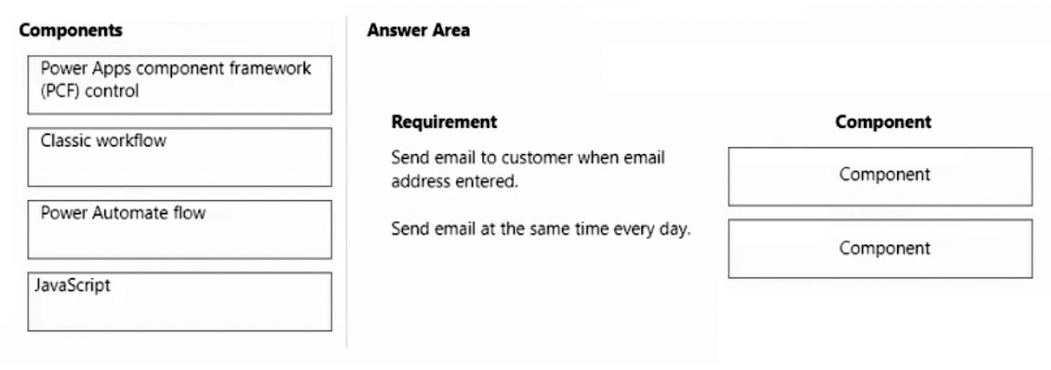 Components
Power Apps component framework
(PCF) control
Classic workflow
Power Automate flow
JavaScript
Answer Area
Requirement
Component
Send email to customer when email
address entered.
Component
Send email at the same time every day.
Component